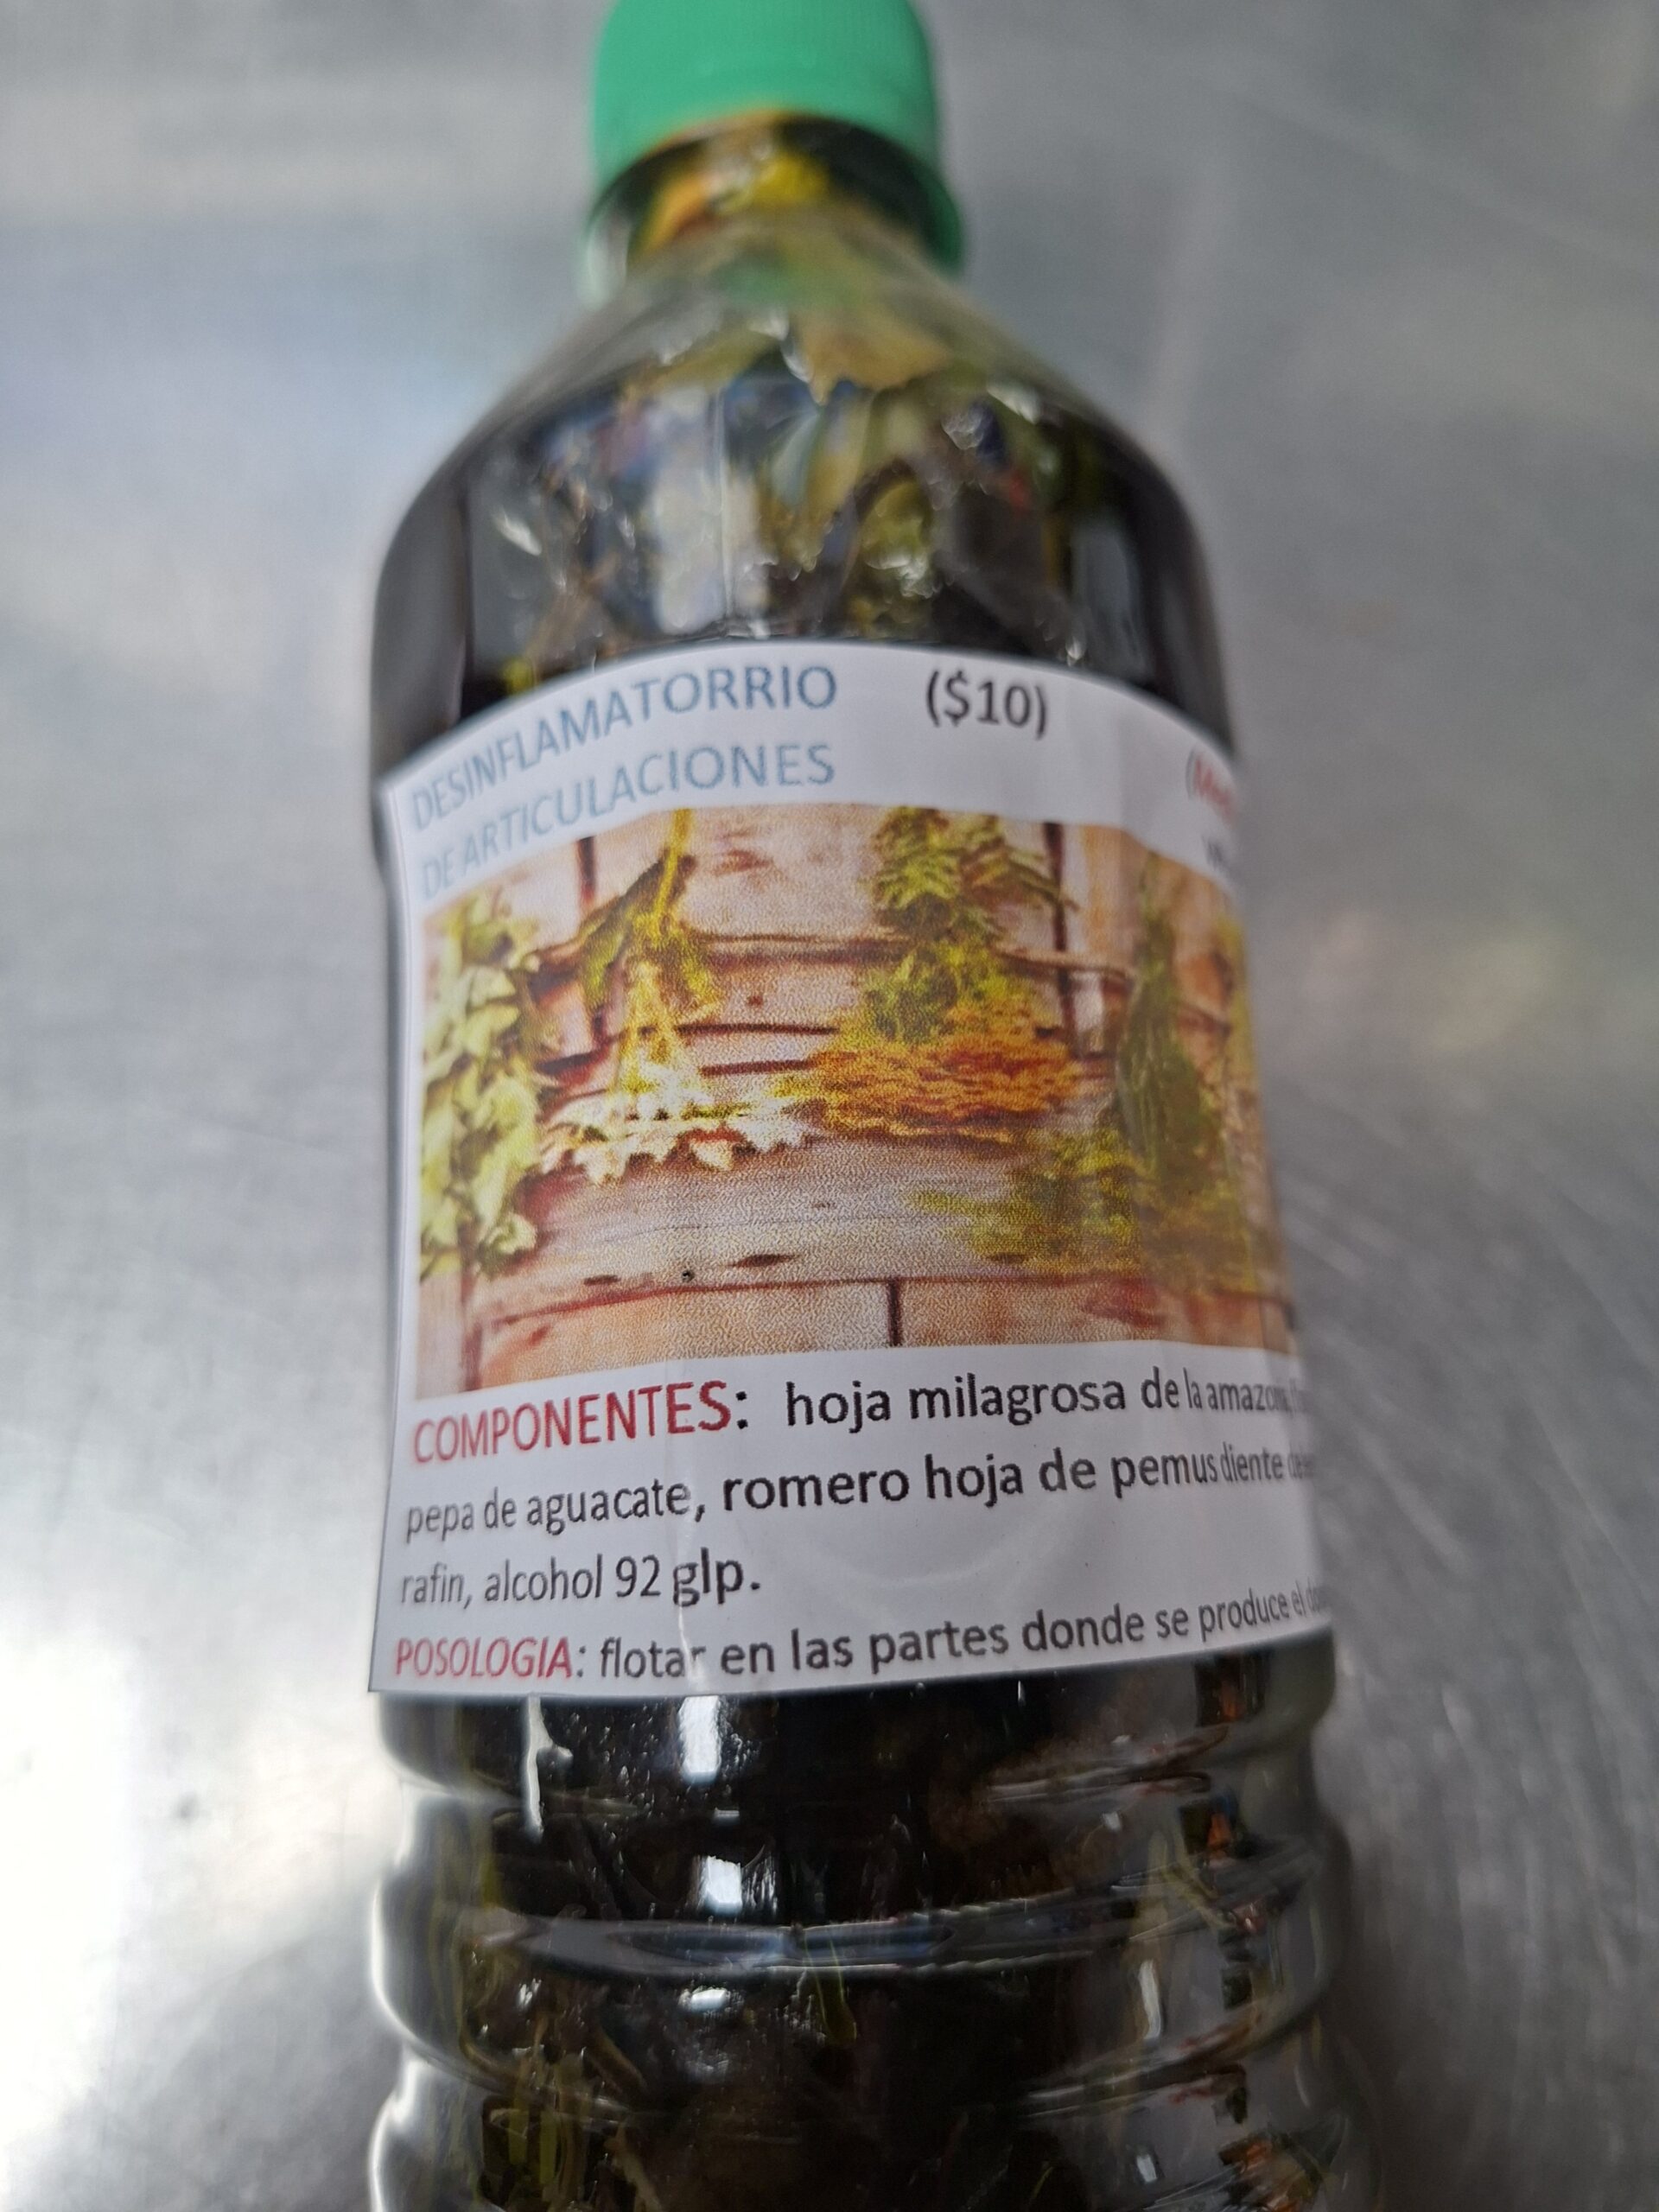 DESINFLAMATORRIO ($10)
DE ARTICULACIONES
COMPONENTES: hoja milagrosa de la amazonia,
pepa de aguacate, romero hoja de pemus diente
rafin, alcohol 92 glp.
POSOLOGIA: flotar en las partes donde se produce el